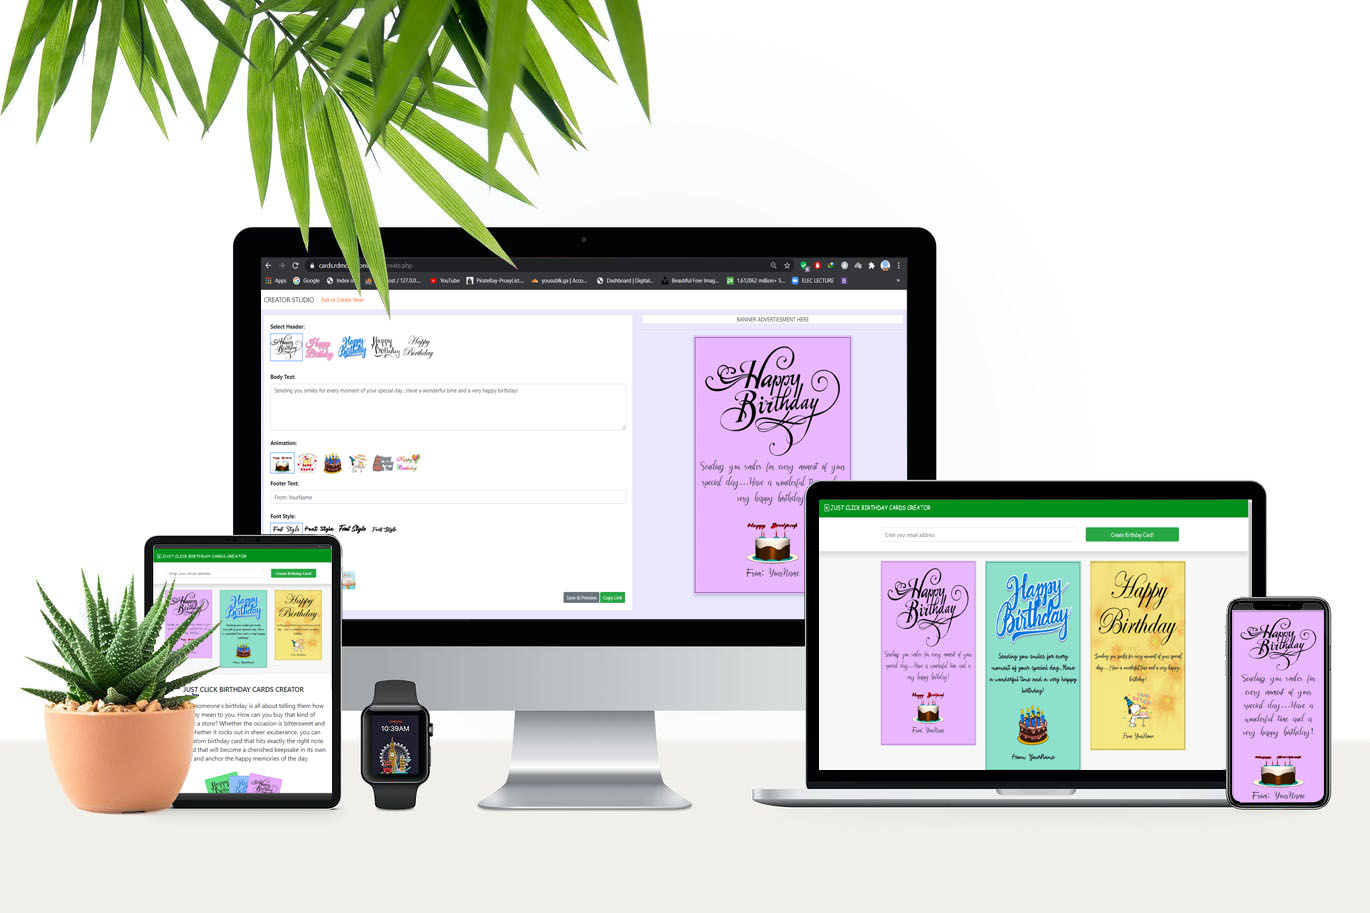 cards.rdmc
create.php
Apps
Google
Index o
ost / 127.0.0....
YouTube
PirateBay-ProxyList...
yousublk.ga | Acco...
Dashboard | Digital...
Beautiful Free Imag...
1.612062 million+ S...
ELEC LECTURE
CREATOR STUDIO
Exit or Create New!
BANNER ADVERTIESMENT HERE
Select Header:
Happy Birthday
Happy Birthday
Happy Birthday
Happy Birthday
Happy Birthday
Body Text:
Sending you smiles for every moment of your special day...Have a wonderful time and a very happy birthday!
Animation:
Footer Text:
From: YourName
Font Style:
Font Style
Font Style
Font Style
Font Style
Save & Preview
Copy Link
Happy
Birthday
Sending you smiles for every moment of your
special day...Have a wonderful
very happy birthday
From: YourName
JUST CLICK BIRTHDAY CARDS CREATOR
Enter your email address
Create Birthday Card!
Happy
Birthday
Sending you smiles for every
moment of your special day...Have
a wonderful time and a very happy
birthday!
From: YourName
Happy
Birthday
Sending you smiles for every
moment of your special day...Have
a wonderful time and a very happy
birthday!
From: YourName
Happy
Birthday
Sending you smiles for every moment of your special
day...Have a wonderful time and a very happy
birthday!
From: YourName
Happy
Birthday
Sending you smiles for
every moment of your
special day...Have a
wonderful time and a
very happy birthday!
From: YourName
JUST CLICK BIRTHDAY CARDS CREATOR
Enter your email address
Create Birthday Card!
Happy
Birthday
Happy
Birthday
Happy
Birthday
JUST CLICK BIRTHDAY CARDS CREATOR
someone's birthday is all about telling them how
ey mean to you. How can you buy that kind of
t a store? Whether the occasion is bittersweet and
hether it rocks out in sheer exuberance, you can
tom birthday card that hits exactly the right note.
d that will become a cherished keepsake in its own
and anchor the happy memories of the day.
10:39AM